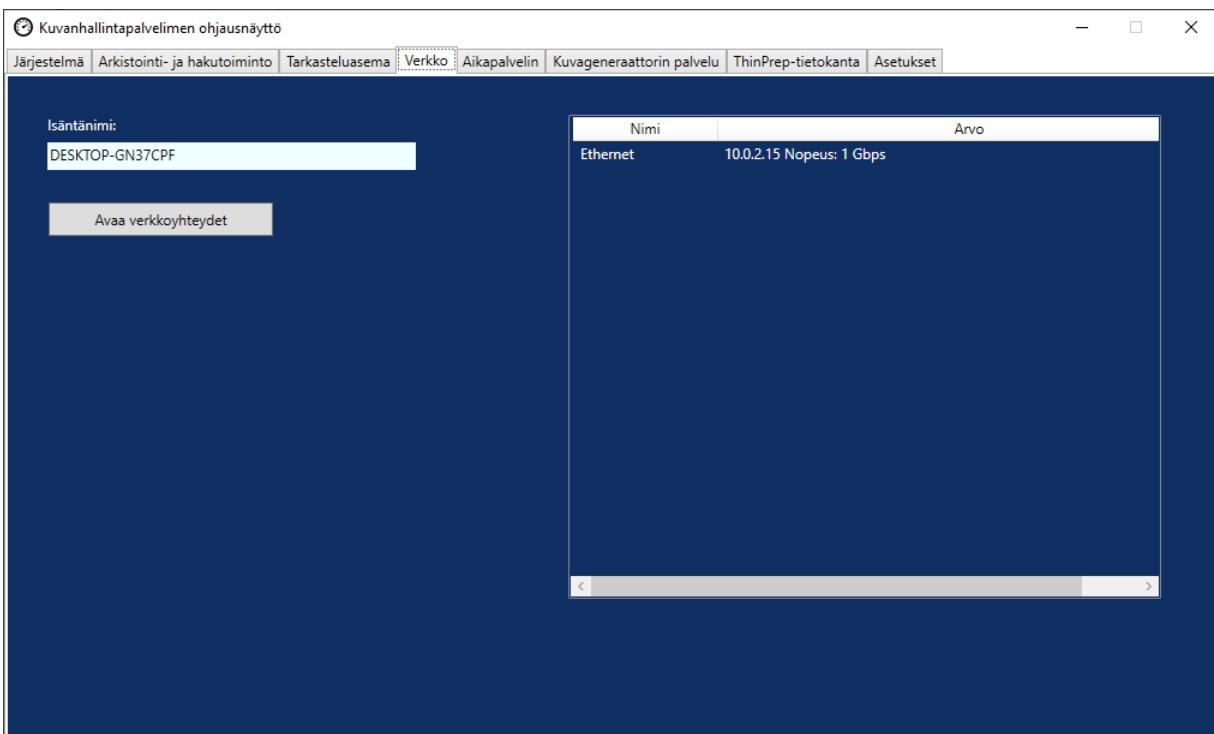 Kuvanhallintapalvelimen ohjausnäyttö
Järjestelmä Arkistointi- ja hakutoiminto Tarkasteluasema Verkko Aikapalvelin Kuvageneraattorin palvelu ThinPrep-tietokanta Asetukset
Isäntänimi:
DESKTOP-GN37CPF
Avaa verkkoyhteydet
Nimi Arvo
Ethernet 10.0.2.15 Nopeus: 1 Gbps